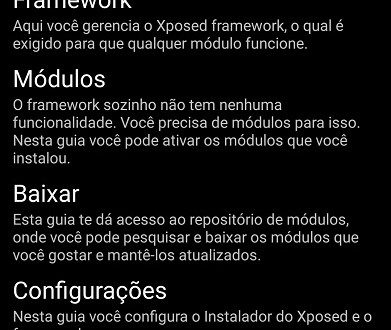 Framework
Aqui você gerencia o Xposed framework, o qual é
exigido para que qualquer módulo funcione.
Módulos
O framework sozinho não tem nenhuma
funcionalidade. Você precisa de módulos para isso.
Nesta guia você pode ativar os módulos que você
instalou.
Baixar
Esta guia te dá acesso ao repositório de módulos,
onde você pode pesquisar e baixar os módulos que
você gostar e mantê-los atualizados.
Configurações
Nesta guia você configura o Instalador do Xposed e o